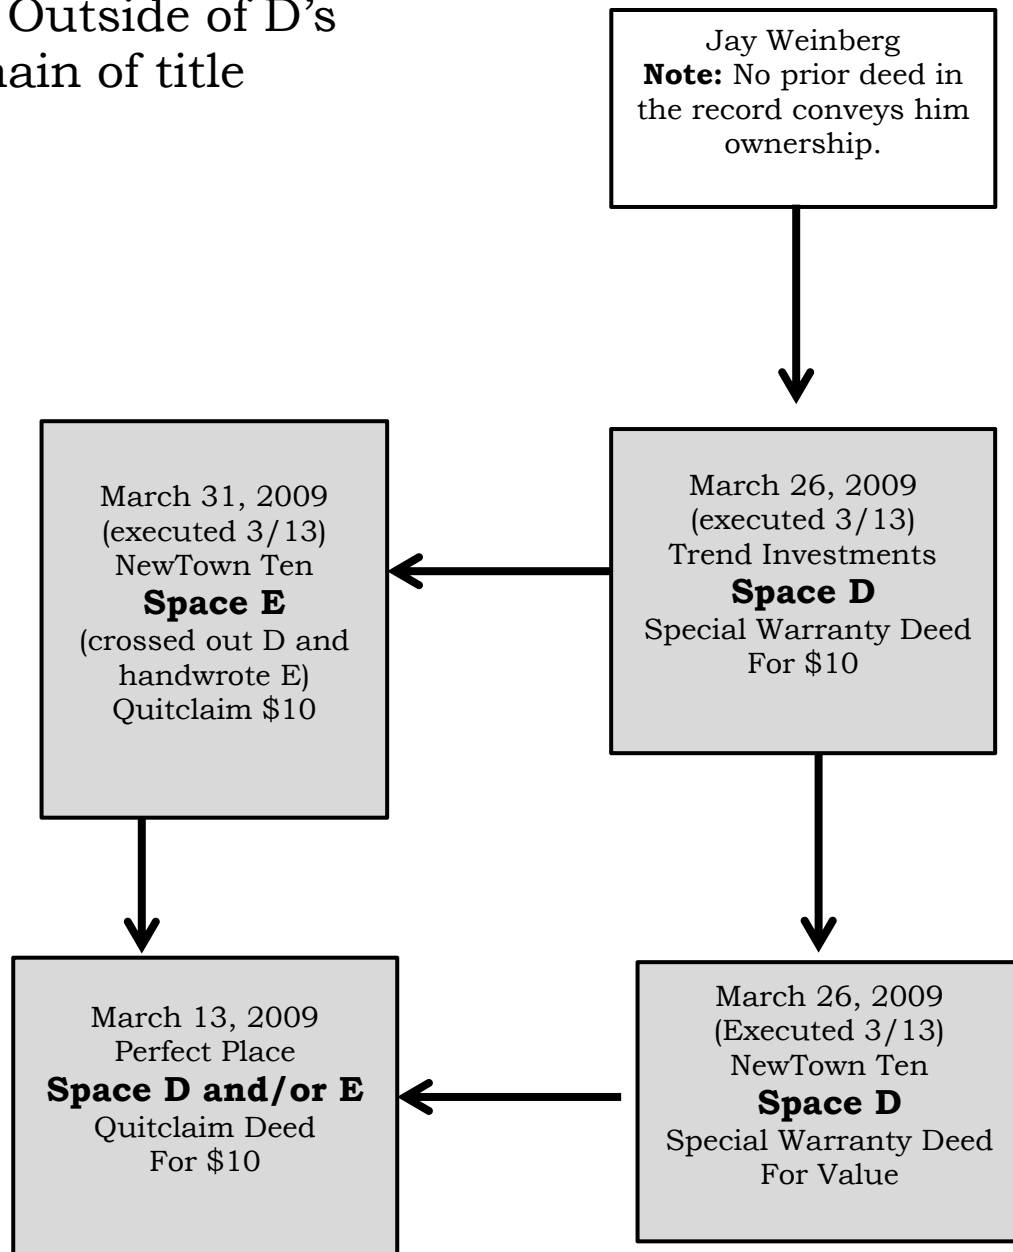 Outside of D's
hain of title
Jay Weinberg
Note: No prior deed in
the record conveys him
ownership.
March 31, 2009
(executed 3/13)
NewTown Ten
Space E
(crossed out D and
handwrote E)
Quitclaim $10
March 26, 2009
(executed 3/13)
Trend Investments
Space D
Special Warranty Deed
For $10
March 13, 2009
Perfect Place
Space D and/or E
Quitclaim Deed
For $10
March 26, 2009
(Executed 3/13)
NewTown Ten
Space D
Special Warranty Deed
For Value